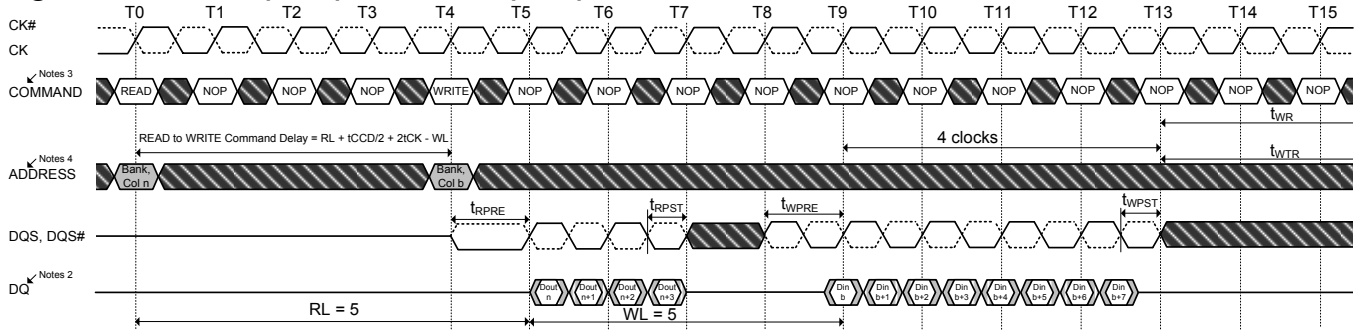 T0 T1 T2 T3 T4 T5 T6 T7 T8 T9 T10 T11 T12 T13 T14 T15
CK#
CK
Notes 3
COMMAND READ NOP NOP NOP WRITE NOP NOP NOP NOP NOP NOP NOP NOP NOP NOP NOP
READ to WRITE Command Delay = RL + tCCD/2 + 2tCK - WL
4 clocks
tWR
tWTR
Notes 4
ADDRESS
Bank, Col n
Bank, Col b
tRPRE tRPST tWPRE tWPST
DQS, DQS#
Notes 2
DQ
Dout n Dout n+1 Dout n+2 Dout n+3 Din b Din b+1 Din b+2 Din b+3 Din b+4 Din b+5 Din b+6 Din b+7
RL = 5 WL = 5